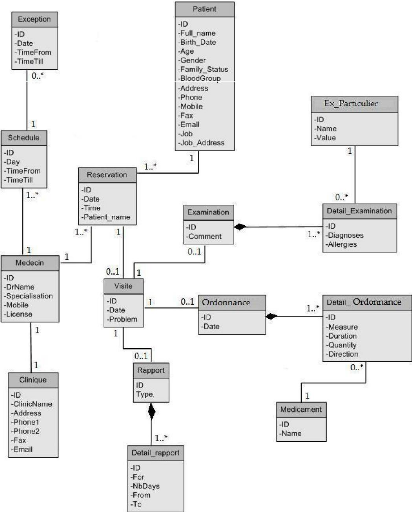 Exception
-ID
-Date
-TimeFrom
-TimeTill
0..*
1
Schedule
-ID
-Day
-TimeFrom
-TimeTill
1..*
1
Medecin
-ID
-DrName
-Specialisation
-Mobile
-License
1
1
1
Clinique
-ID
-ClinicName
-Address
-Phone1
-Phone2
-Fax
-Email
Patient
-ID
-Full_name
-Birth_Date
-Age
-Gender
-Family_Status
-BloodGroup
-Address
-Phone
-Mobile
-Fax
-Email
-Job
-Job_Address
1
1..*
Reservation
-ID
-Date
-Time
-Patient_name
1..*
1
0..1
1
Visite
-ID
-Date
-Problem
1
1
0..1
Rapport
ID
Type.
1..*
Detail_rapport
-ID
-For
-NbDays
-From
-To
Examination
-ID
-Comment
0..1
1..*
Ex_Particulier
-ID
-Name
-Value
1
0..*
Detail_Examination
-ID
-Diagnoses
-Allergies
0..1
Ordonnance
-ID
-Date
1..*
Detail_ Ordonnance
-ID
-Measure
-Duration
-Quantity
-Direction
0..*
1
Medicament
-ID
-Name